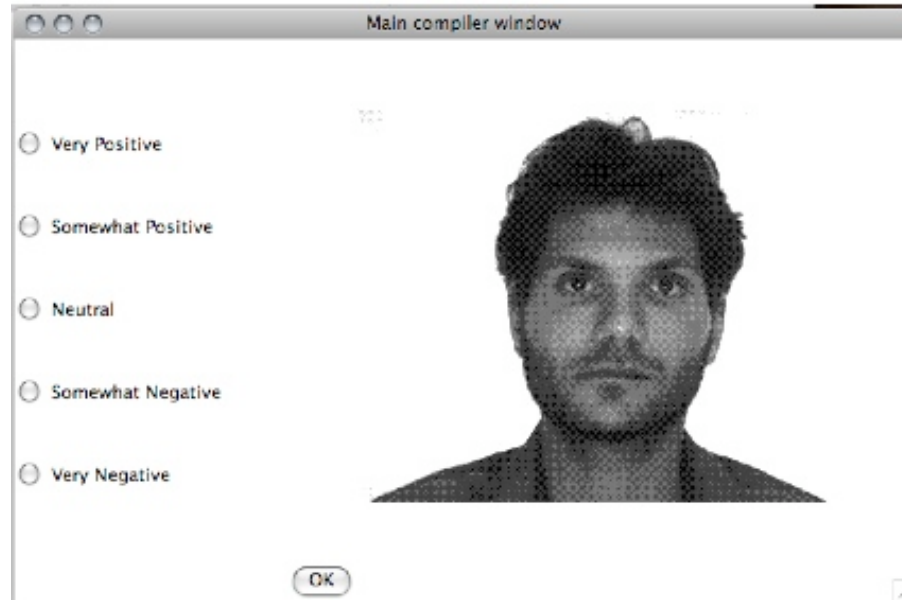 Main compiler window
Very Positive
Somewhat Positive
Neutral
Somewhat Negative
Very Negative
OK